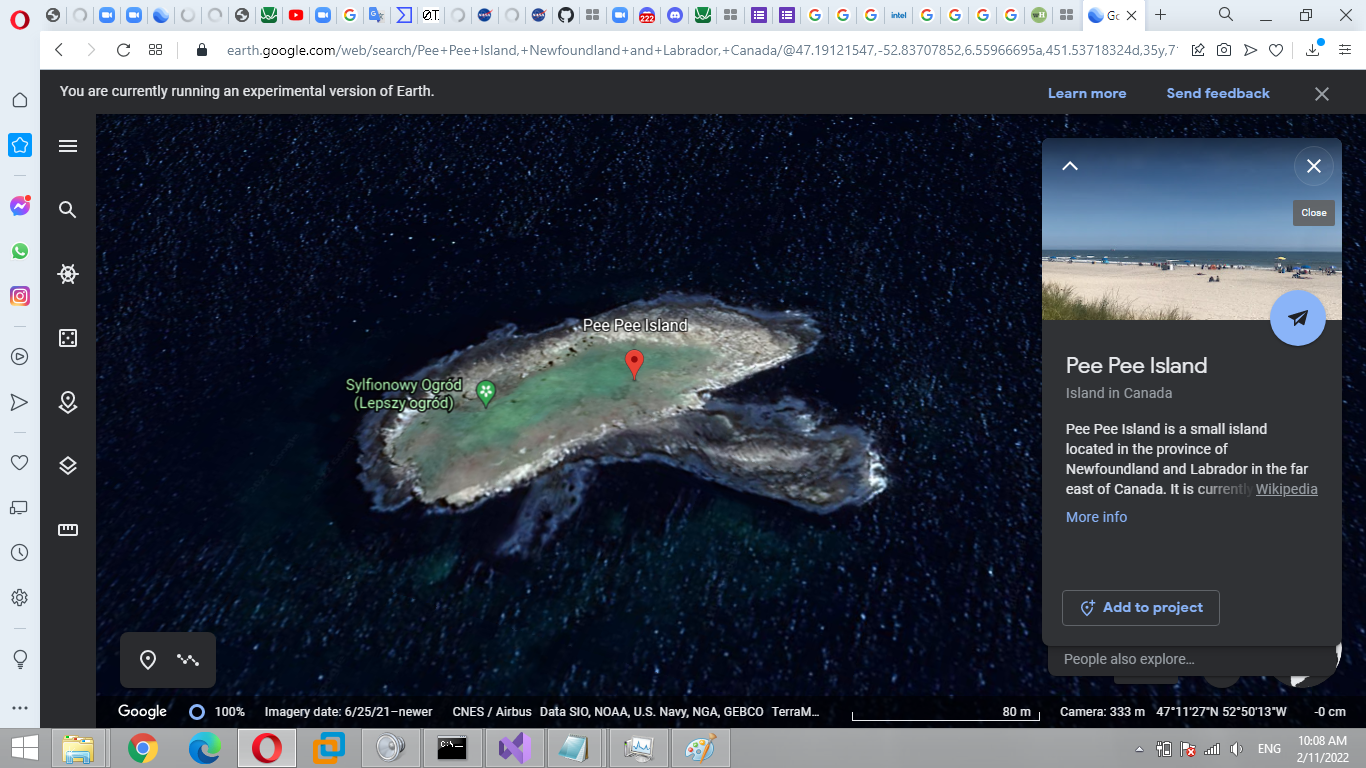 Go
earth.google.com/web/search/Pee+Pee+Island,+Newfoundland+and+Labrador,+Canada/@47.19121547,-52.83707852,6.55966695a,451.53718324d,35y,7
You are currently running an experimental version of Earth.
Learn more
Send feedback
Close
Pee Pee Island
Sylfionowy Ogród
(Lepszy ogród)
Pee Pee Island
Island in Canada
Pee Pee Island is a small island
located in the province of
Newfoundland and Labrador in the far
east of Canada. It is currently Wikipedia
More info
Add to project
People also explore...
Google
100%
Imagery date: 6/25/21–newer
CNES / Airbus Data SIO, NOAA, U.S. Navy, NGA, GEBCO TerraM...
80 m
Camera: 333 m 47°11'27"N 52°50'13"W
-0 cm
ENG
10:08 AM
2/11/2022